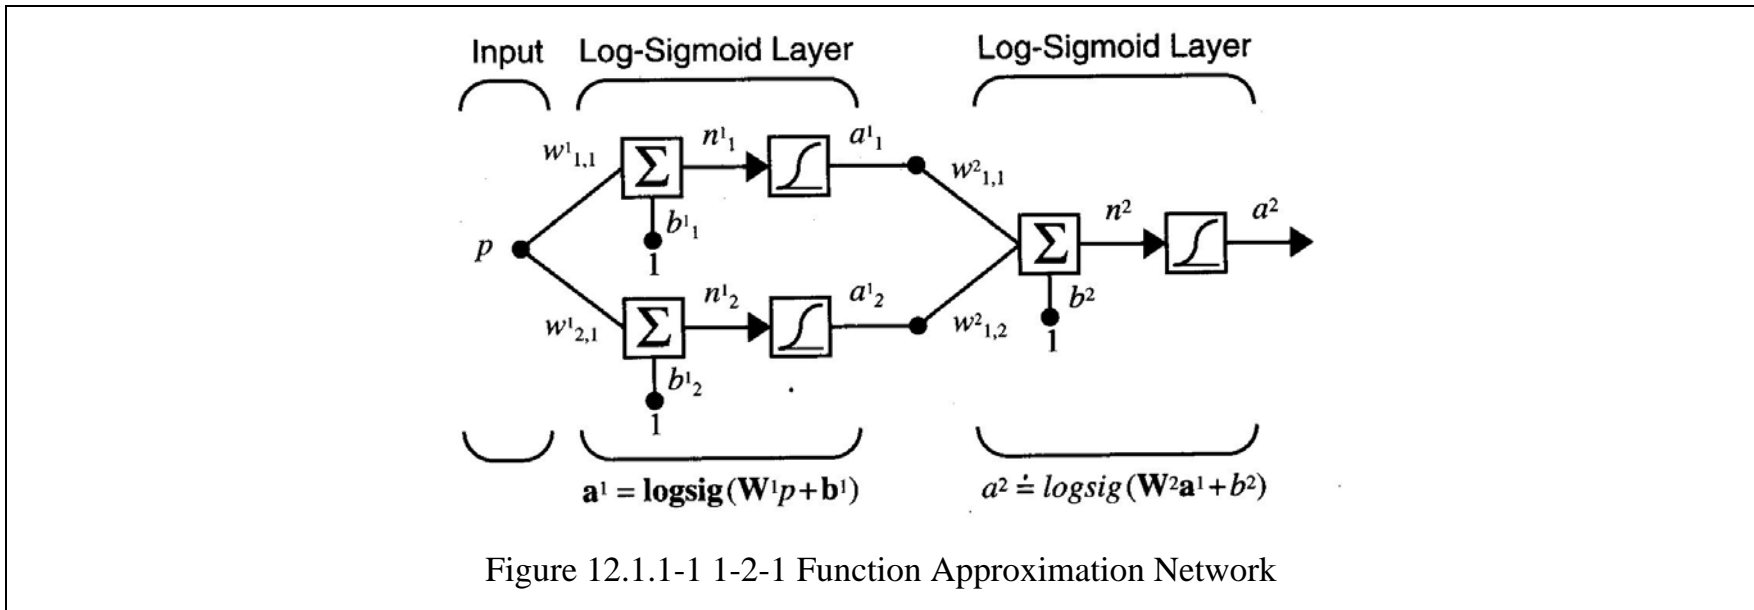 Input Log-Sigmoid Layer Log-Sigmoid Layer
w¹1,1 n¹1 a¹1 w²1,1
Σ
b¹1
1
p
n² a²
Σ
b²
1
w¹2,1 n¹2 a¹2 w²1,2
Σ
b¹2
1
a¹ = logsig(W¹p+b¹) a² = logsig(W²a¹+b²)
Figure 12.1.1-1 1-2-1 Function Approximation Network